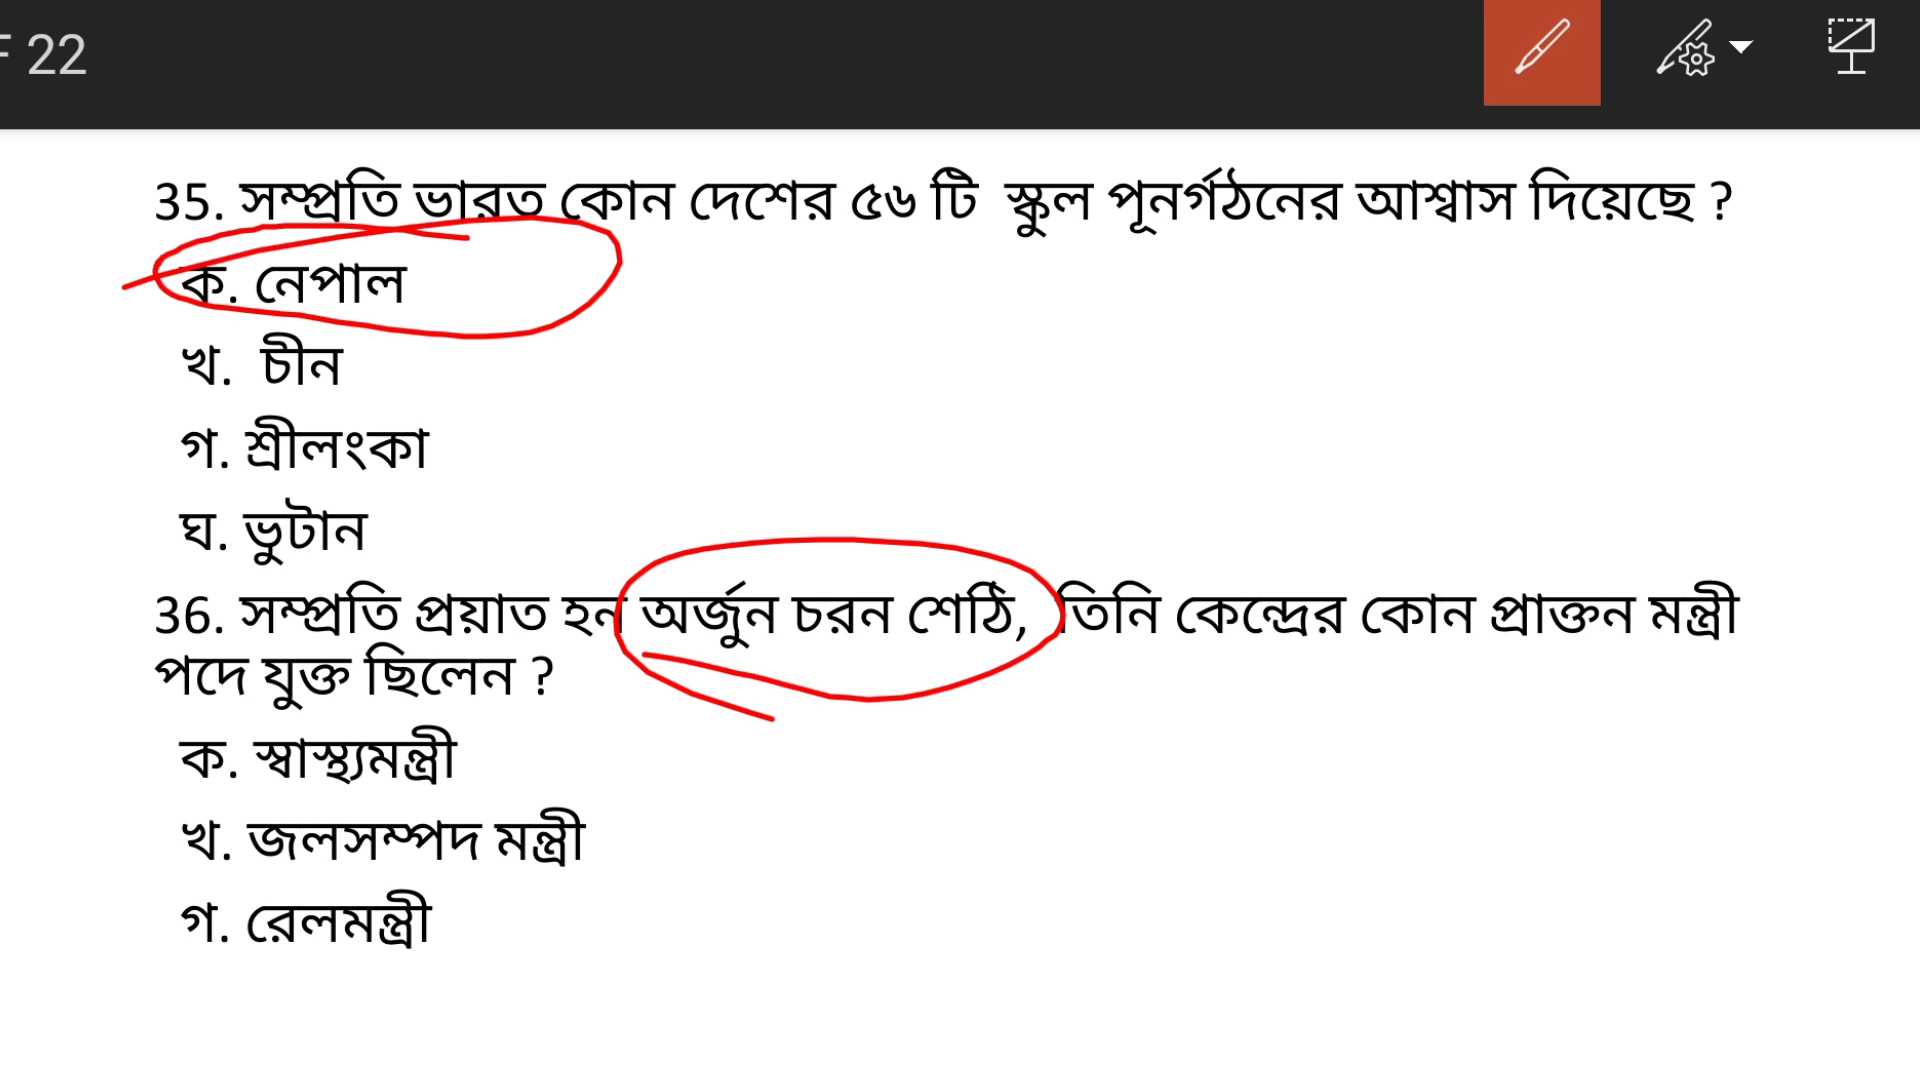 F 22
35. সম্প্রতি ভারত কোন দেশের ৫৬ টি স্কুল পূনর্গঠনের আশ্বাস দিয়েছে ?
ক. নেপাল
খ. চীন
গ. শ্রীলংকা
ঘ. ভুটান
36. সম্প্রতি প্রয়াত হন অর্জুন চরন শেঠি, তিনি কেন্দ্রের কোন প্রাক্তন মন্ত্রী
পদে যুক্ত ছিলেন ?
ক. স্বাস্থ্যমন্ত্রী
খ. জলসম্পদ মন্ত্রী
গ. রেলমন্ত্রী